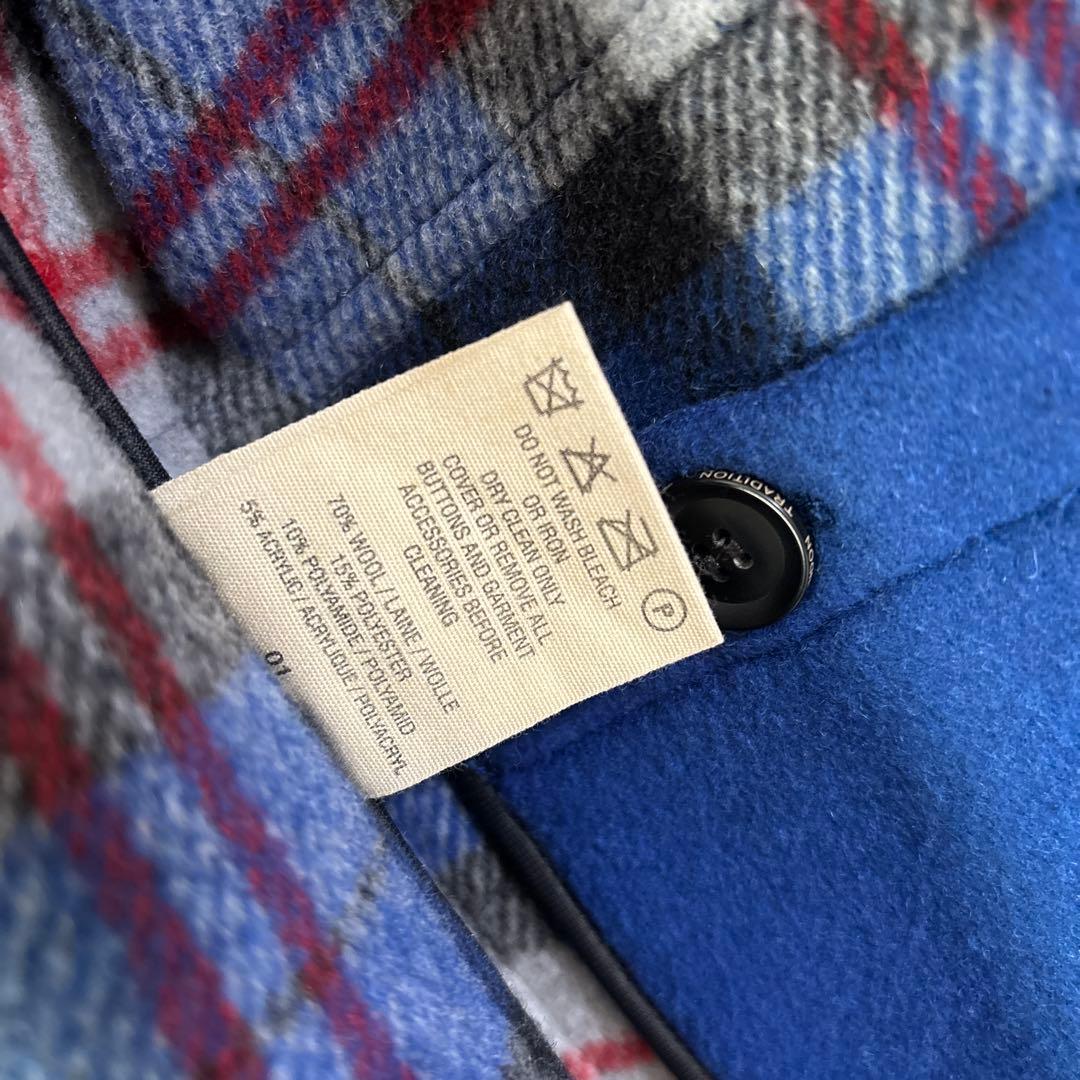 DO NOT WASH BLEACH
OR IRON
DRY CLEAN ONLY
COVER OR REMOVE ALL
BUTTONS AND GARMENT
ACCESSORIES BEFORE
CLEANING
70% WOOL / LAINE / WOLLE
15% POLYESTER
10% POLYAMIDE / POLYAMID
5% ACRYLIC / ACRYLIQUE / POLYACRYL
01
P
TRADITION